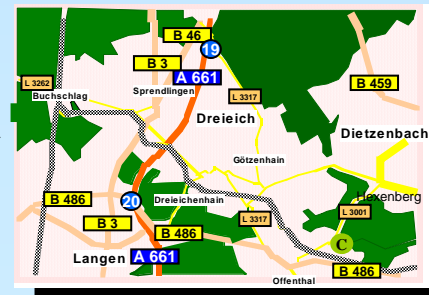 B 46
19
B 3
A 661
L 3262
Buchschlag
Sprendlingen
L 3317
B 459
Dreieich
Dietzenbach
Götzenhain
B 486
20
Dreieichenhain
Hexenberg
L 3001
L 3317
B 3
B 486
C
Langen
A 661
B 486
Offenthal